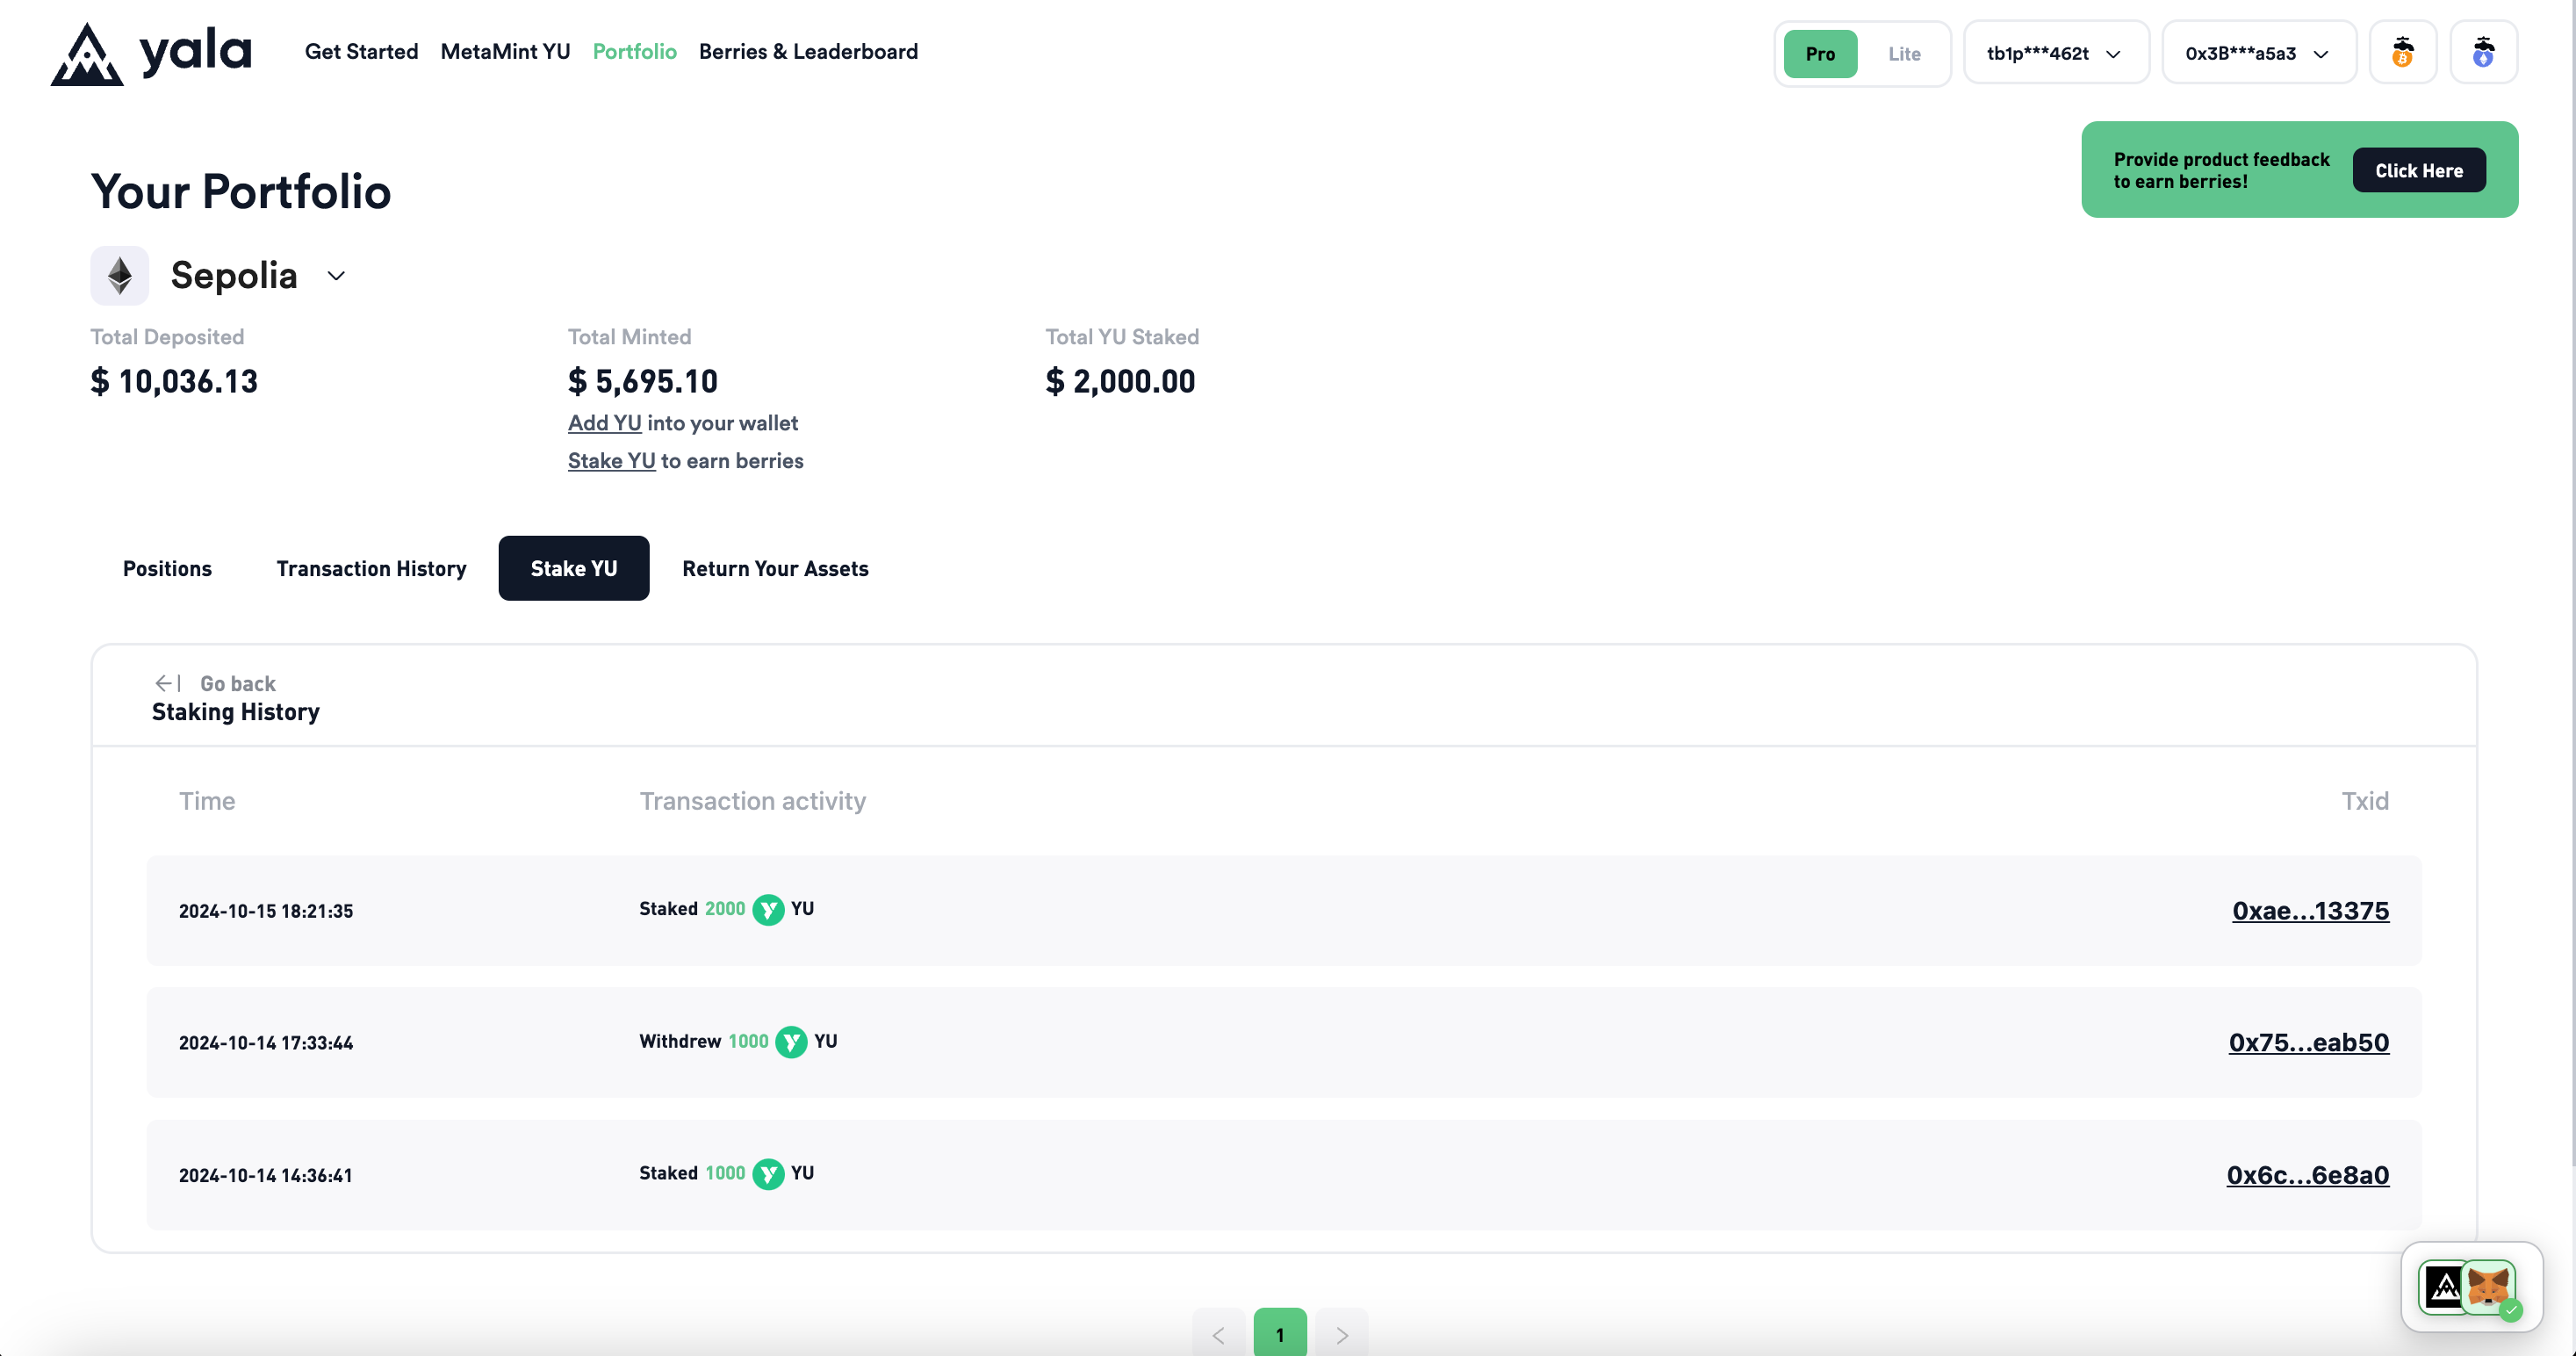 yala
Get Started MetaMint YU Portfolio Berries & Leaderboard
Pro Lite tb1p***462t 0x3B***a5a3
Provide product feedback
to earn berries!
Click Here
Your Portfolio
Sepolia
Total Deposited Total Minted Total YU Staked
$ 10,036.13 $ 5,695.10 $ 2,000.00
Add YU into your wallet
Stake YU to earn berries
Positions Transaction History Stake YU Return Your Assets
Go back
Staking History
Time Transaction activity Txid
2024-10-15 18:21:35 Staked 2000 YU 0xae...13375
2024-10-14 17:33:44 Withdrew 1000 YU 0x75...eab50
2024-10-14 14:36:41 Staked 1000 YU 0x6c...6e8a0
< 1 >